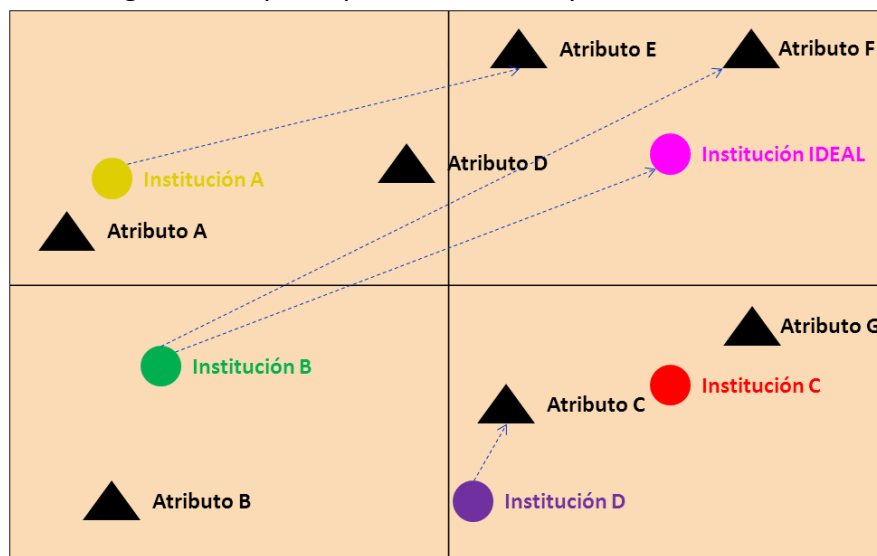 Atributo E
Atributo F
Atributo D
Institución IDEAL
Institución A
Atributo A
Atributo G
Institución B
Institución C
Atributo C
Atributo B
Institución D